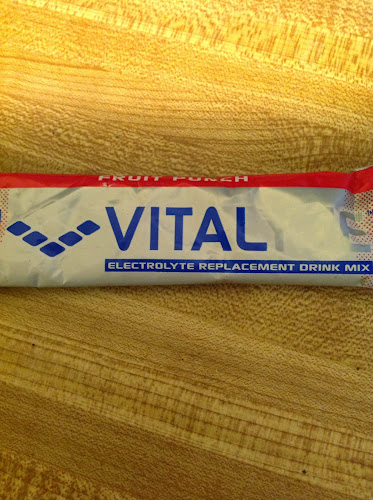 FRUIT PUNCH
VITAL
ELECTROLYTE REPLACEMENT DRINK MIX